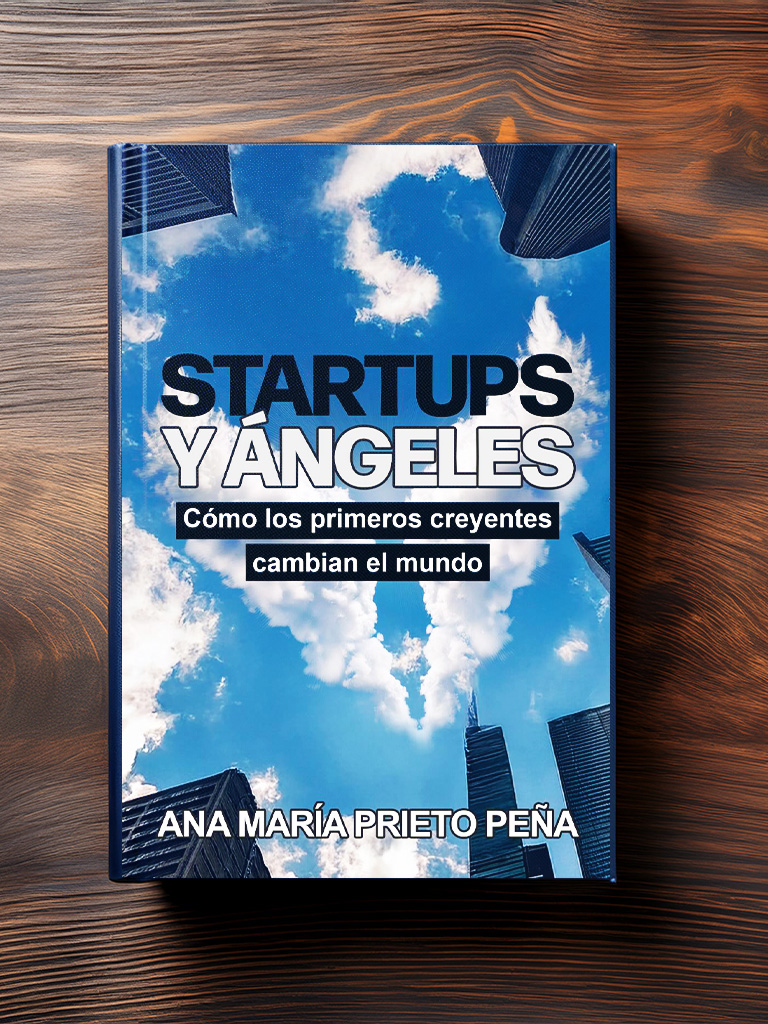 STARTUPS
Y ÁNGELES
Cómo los primeros creyentes
cambian el mundo
ANA MARÍA PRIETO PEÑA